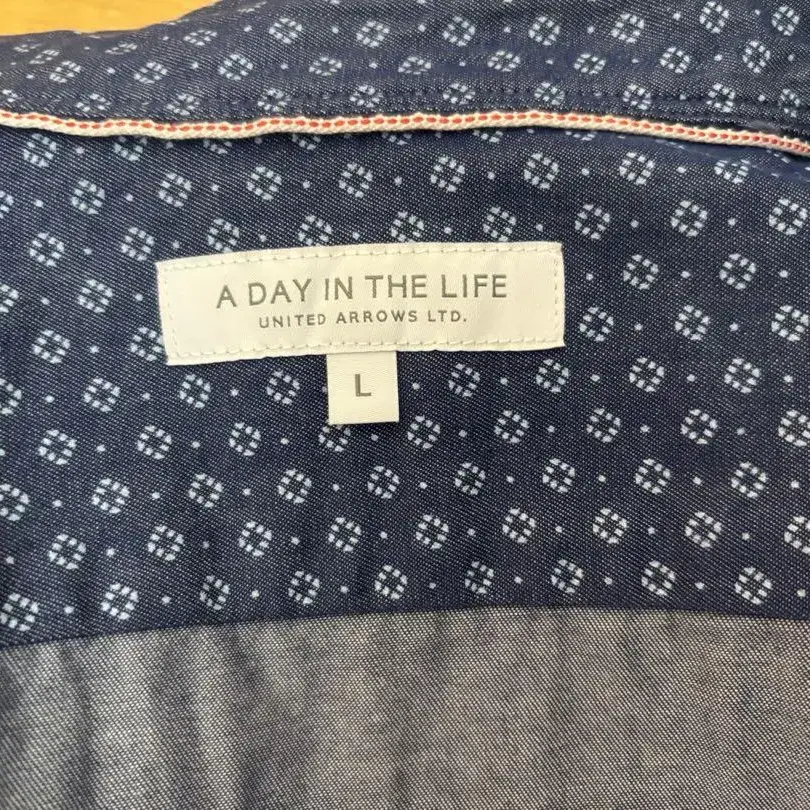 A DAY IN THE LIFE
UNITED ARROWS LTD.
L